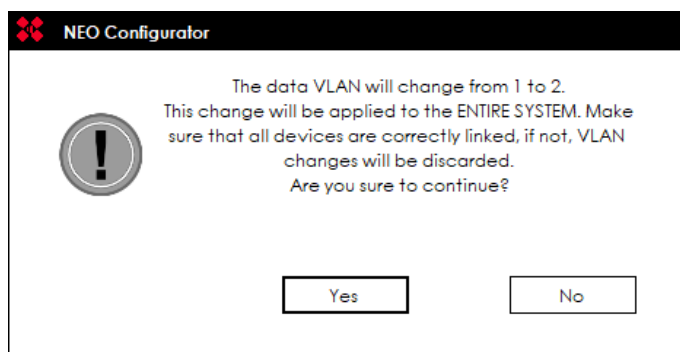 NEO Configurator
The data VLAN will change from 1 to 2.
This change will be applied to the ENTIRE SYSTEM. Make
sure that all devices are correctly linked, if not, VLAN
changes will be discarded.
Are you sure to continue?
Yes
No